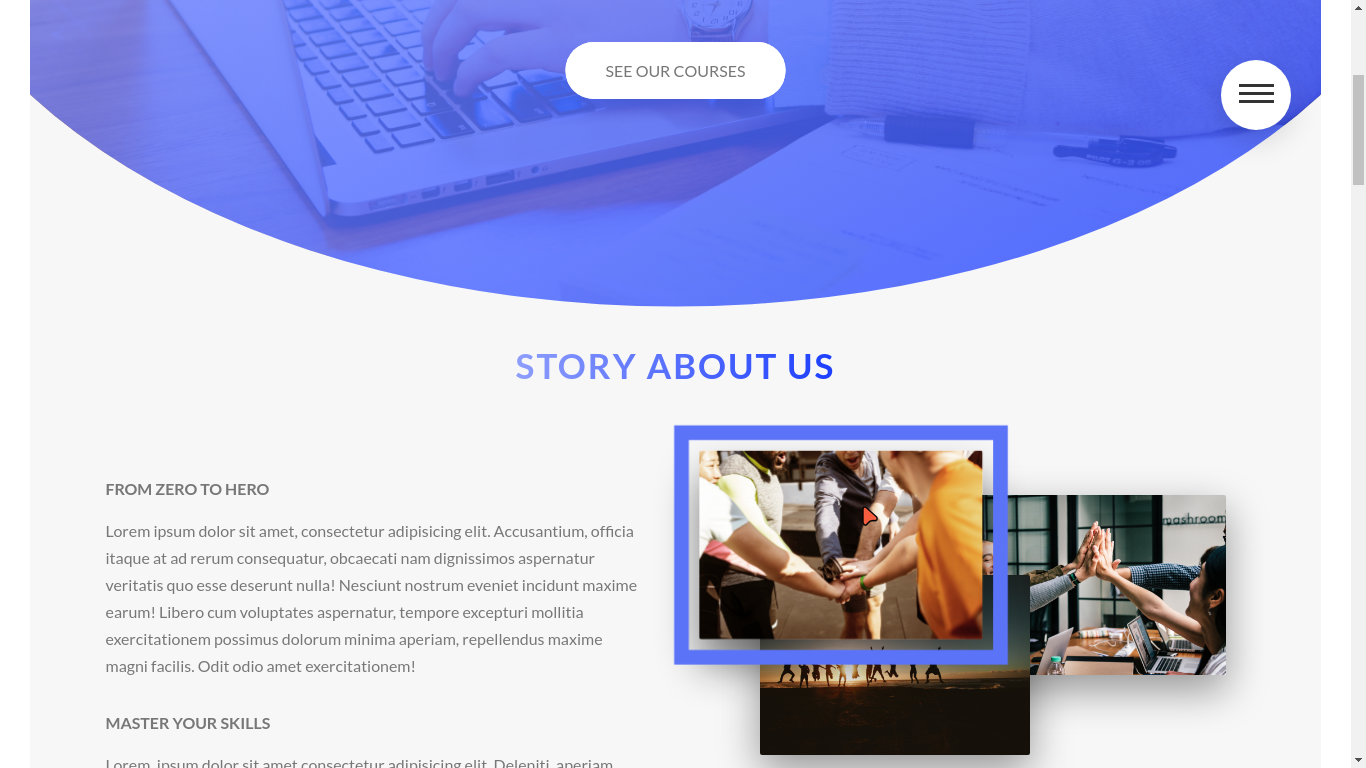 SEE OUR COURSES
PILOT G-2 05
STORY ABOUT US
mashroom
FROM ZERO TO HERO
Lorem ipsum dolor sit amet, consectetur adipisicing elit. Accusantium, officia
itaque at ad rerum consequatur, obcaecati nam dignissimos aspernatur
veritatis quo esse deserunt nulla! Nesciunt nostrum eveniet incidunt maxime
earum! Libero cum voluptates aspernatur, tempore excepturi mollitia
exercitationem possimus dolorum minima aperiam, repellendus maxime
magni facilis. Odit odio amet exercitationem!
MASTER YOUR SKILLS
Lorem, ipsum dolor sit amet consectetur adipisicing elit. Deleniti, aperiam